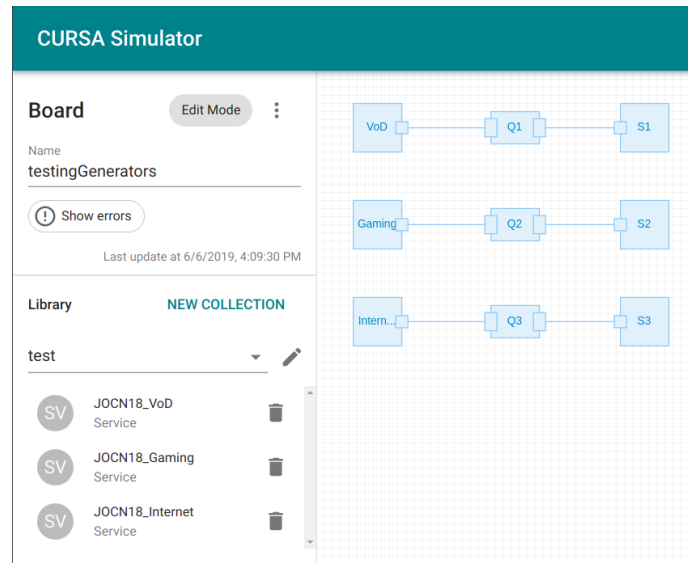 CURSA Simulator
Board
Edit Mode
Name
testingGenerators
Show errors
Last update at 6/6/2019, 4:09:30 PM
Library
NEW COLLECTION
test
SV
JOCN18_VoD
Service
SV
JOCN18_Gaming
Service
SV
JOCN18_Internet
Service
VoD
Q1
S1
Gaming
Q2
S2
Intern...
Q3
S3